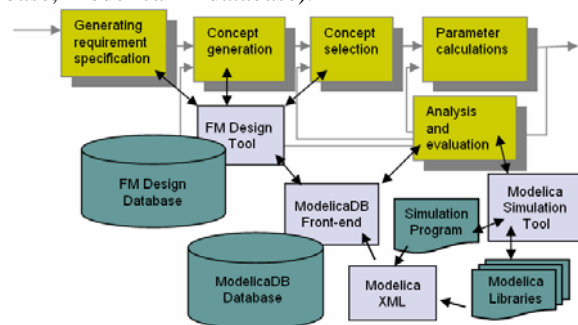 Generating
requirement
specification
Concept
generation
Concept
selection
Parameter
calculations
FM Design
Tool
Analysis
and
evaluation
FM Design
Database
ModelicaDB
Front-end
Simulation
Program
Modelica
Simulation
Tool
ModelicaDB
Database
Modelica
XML
Modelica
Libraries